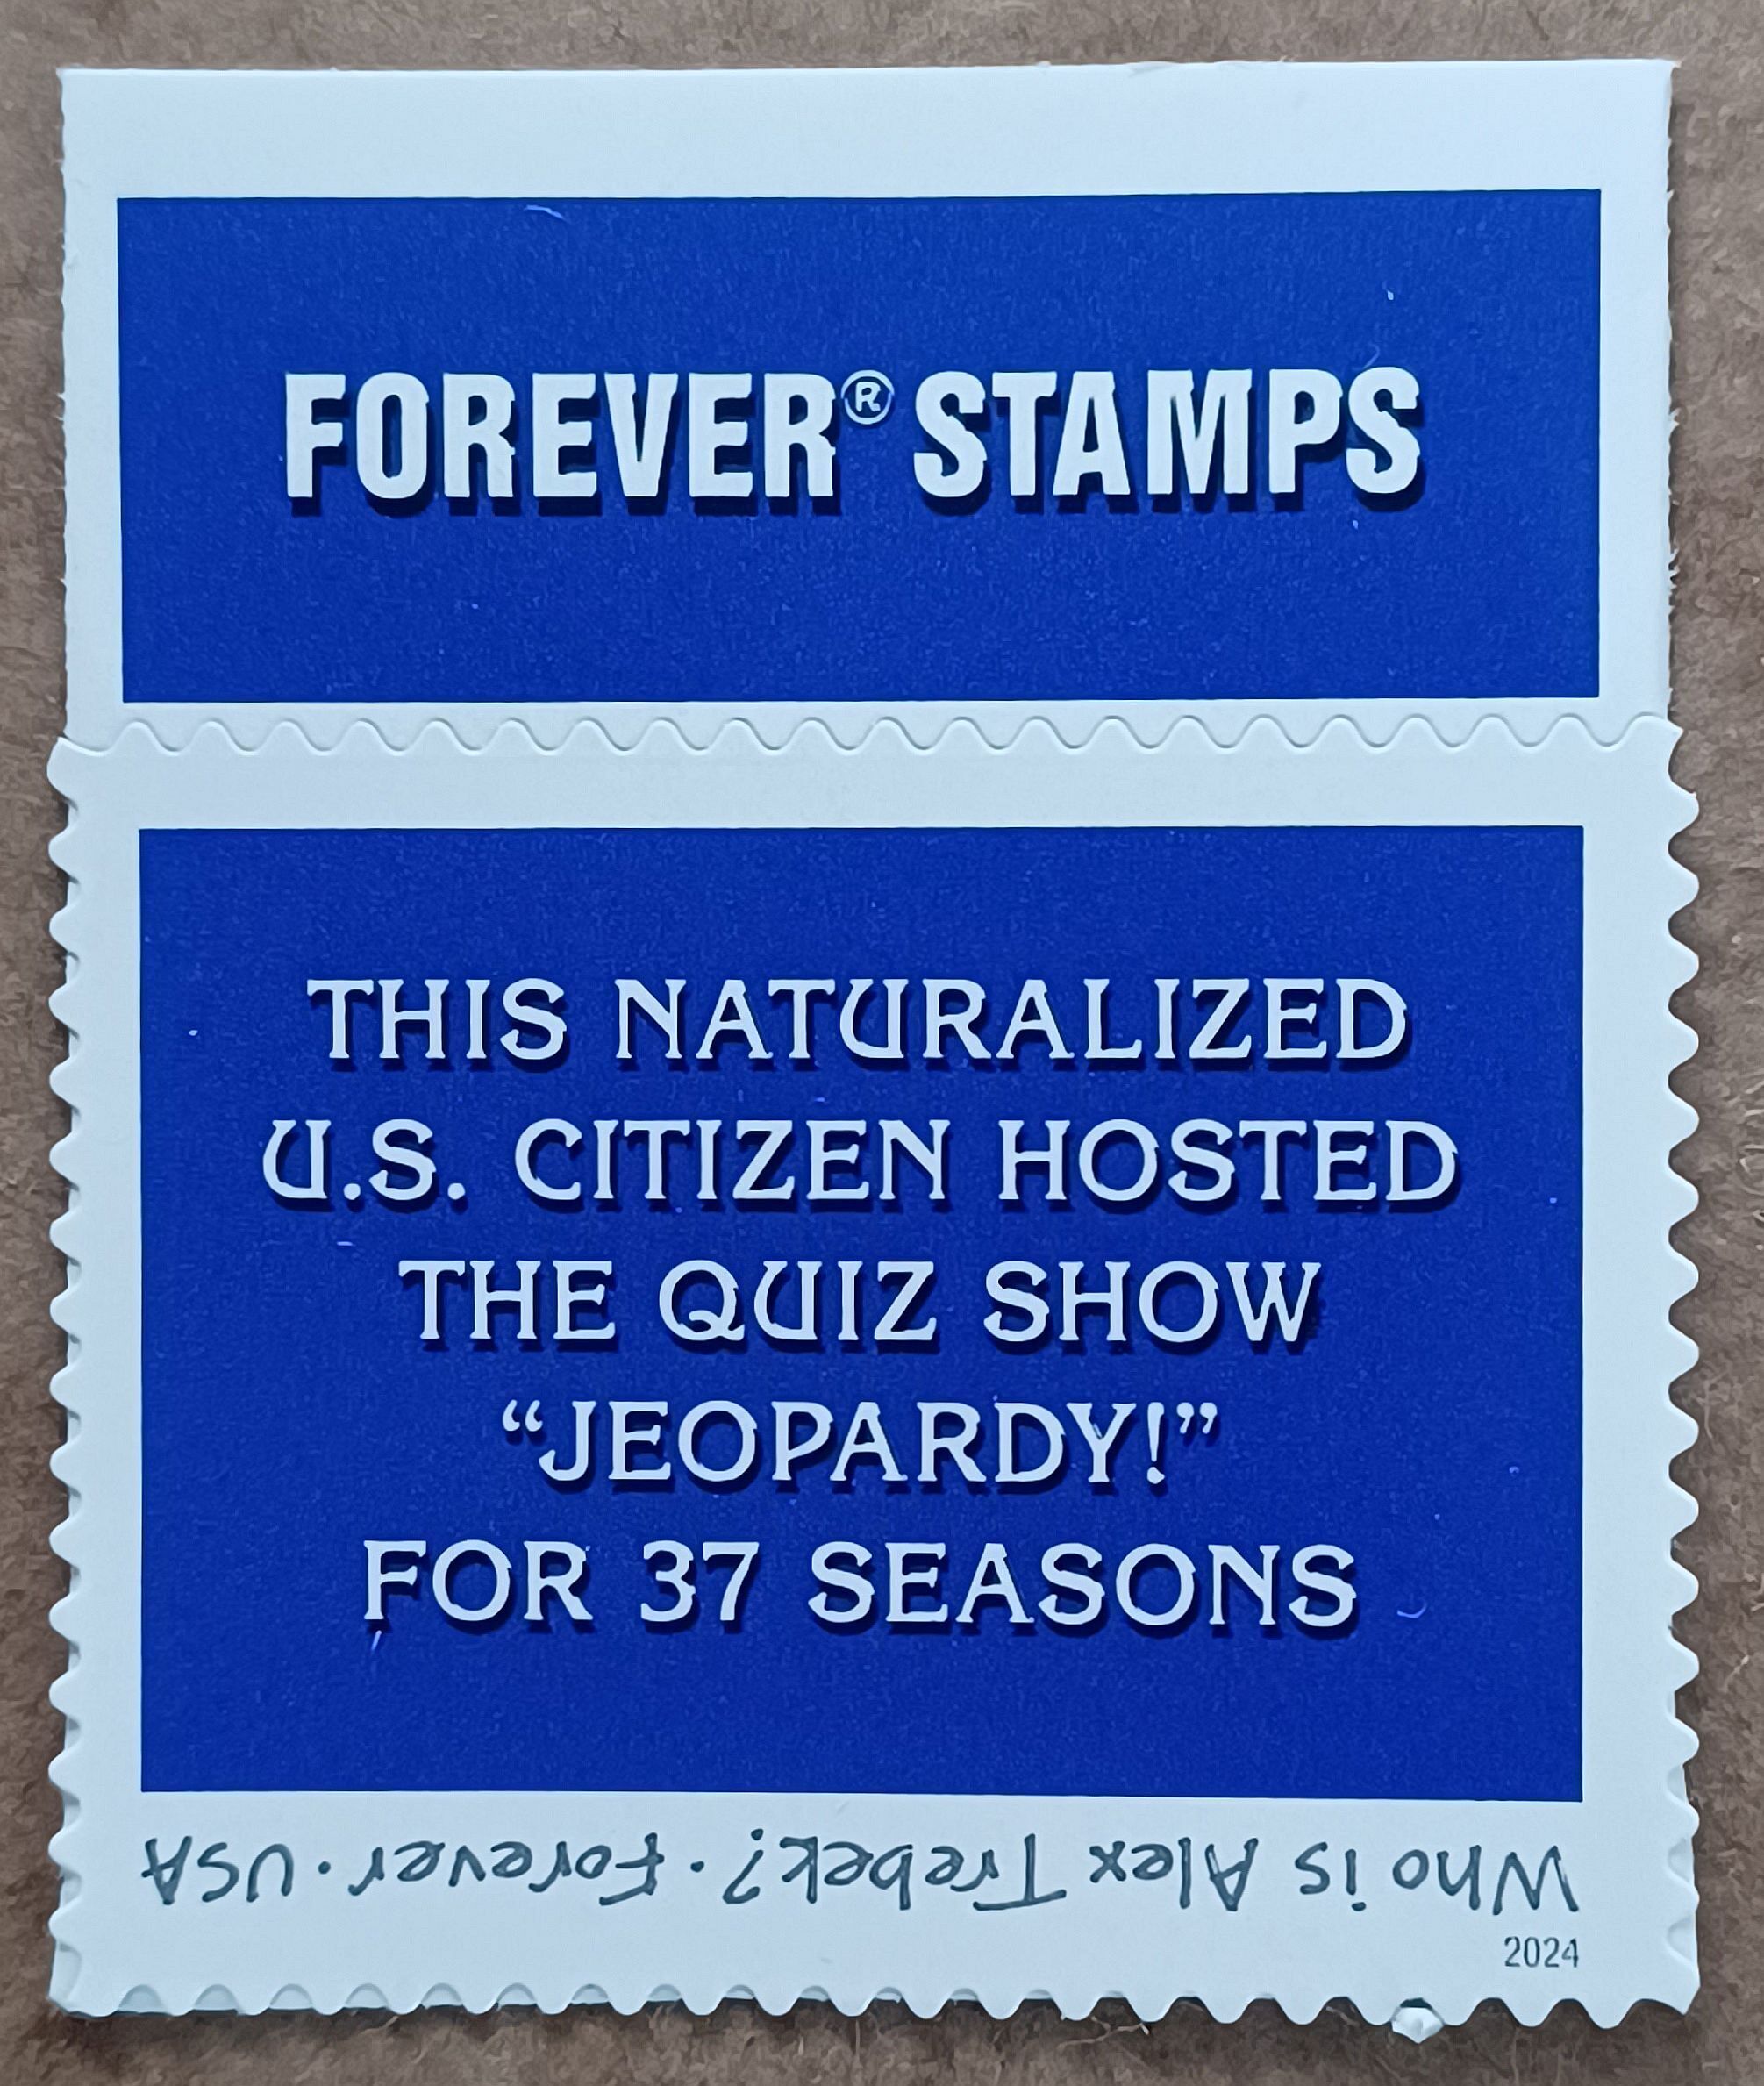 FOREVER® STAMPS
THIS NATURALIZED
U.S. CITIZEN HOSTED
THE QUIZ SHOW
“JEOPARDY!”
FOR 37 SEASONS
Who is Alex Trebek? · Forever · USA
2024